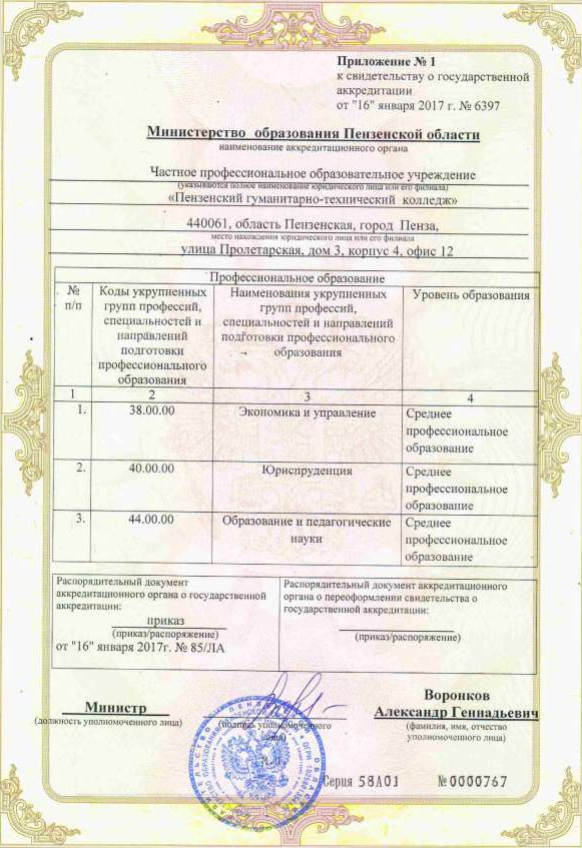 Приложение № 1
к свидетельству о государственной
аккредитации
от "16" января 2017 г. № 6397
Министерство образования Пензенской области
наименование аккредитационного органа
Частное профессиональное образовательное учреждение
(указываются полное наименование юридического лица или его филиала)
«Пензенский гуманитарно-технический колледж»
440061, область Пензенская, город Пенза,
место нахождения юридического лица или его филиала
улица Пролетарская, дом 3, корпус 4, офис 12
Профессиональное образование
№
п/п
Коды укрупненных
групп профессий,
специальностей и
направлений
подготовки
профессионального
образования
Наименования укрупненных
групп профессий,
специальностей и направлений
подготовки профессионального
образования
Уровень образования
1 2 3 4
1. 38.00.00 Экономика и управление Среднее
профессиональное
образование
2. 40.00.00 Юриспруденция Среднее
профессиональное
образование
3. 44.00.00 Образование и педагогические
науки
Среднее
профессиональное
образование
Распорядительный документ
аккредитационного органа о государственной
аккредитации:
приказ
(приказ/распоряжение)
от "16" января 2017г. № 85/ЛА
Распорядительный документ аккредитационного
органа о переоформлении свидетельства о
государственной аккредитации:
(приказ/распоряжение)
Министр
(должность уполномоченного лица)
(подпись уполномоченного
лица)
Воронков
Александр Геннадьевич
(фамилия, имя, отчество
уполномоченного лица)
Серия 58А01 №0000767